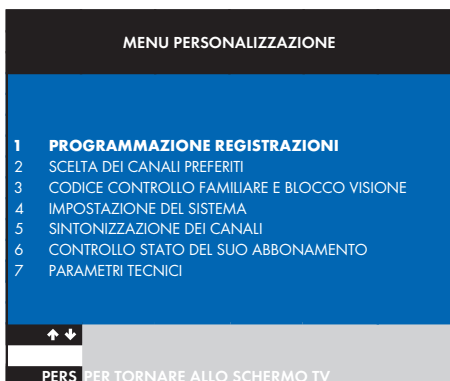 MENU PERSONALIZZAZIONE
1 PROGRAMMAZIONE REGISTRAZIONI
2 SCELTA DEI CANALI PREFERITI
3 CODICE CONTROLLO FAMILIARE E BLOCCO VISIONE
4 IMPOSTAZIONE DEL SISTEMA
5 SINTONIZZAZIONE DEI CANALI
6 CONTROLLO STATO DEL SUO ABBONAMENTO
7 PARAMETRI TECNICI
PERS PER TORNARE ALLO SCHERMO TV